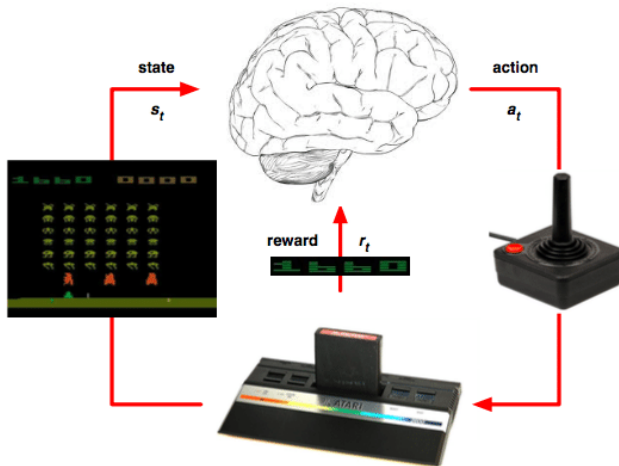 state
s_t
action
a_t
1660 0000
reward r_t
1660
ATARI